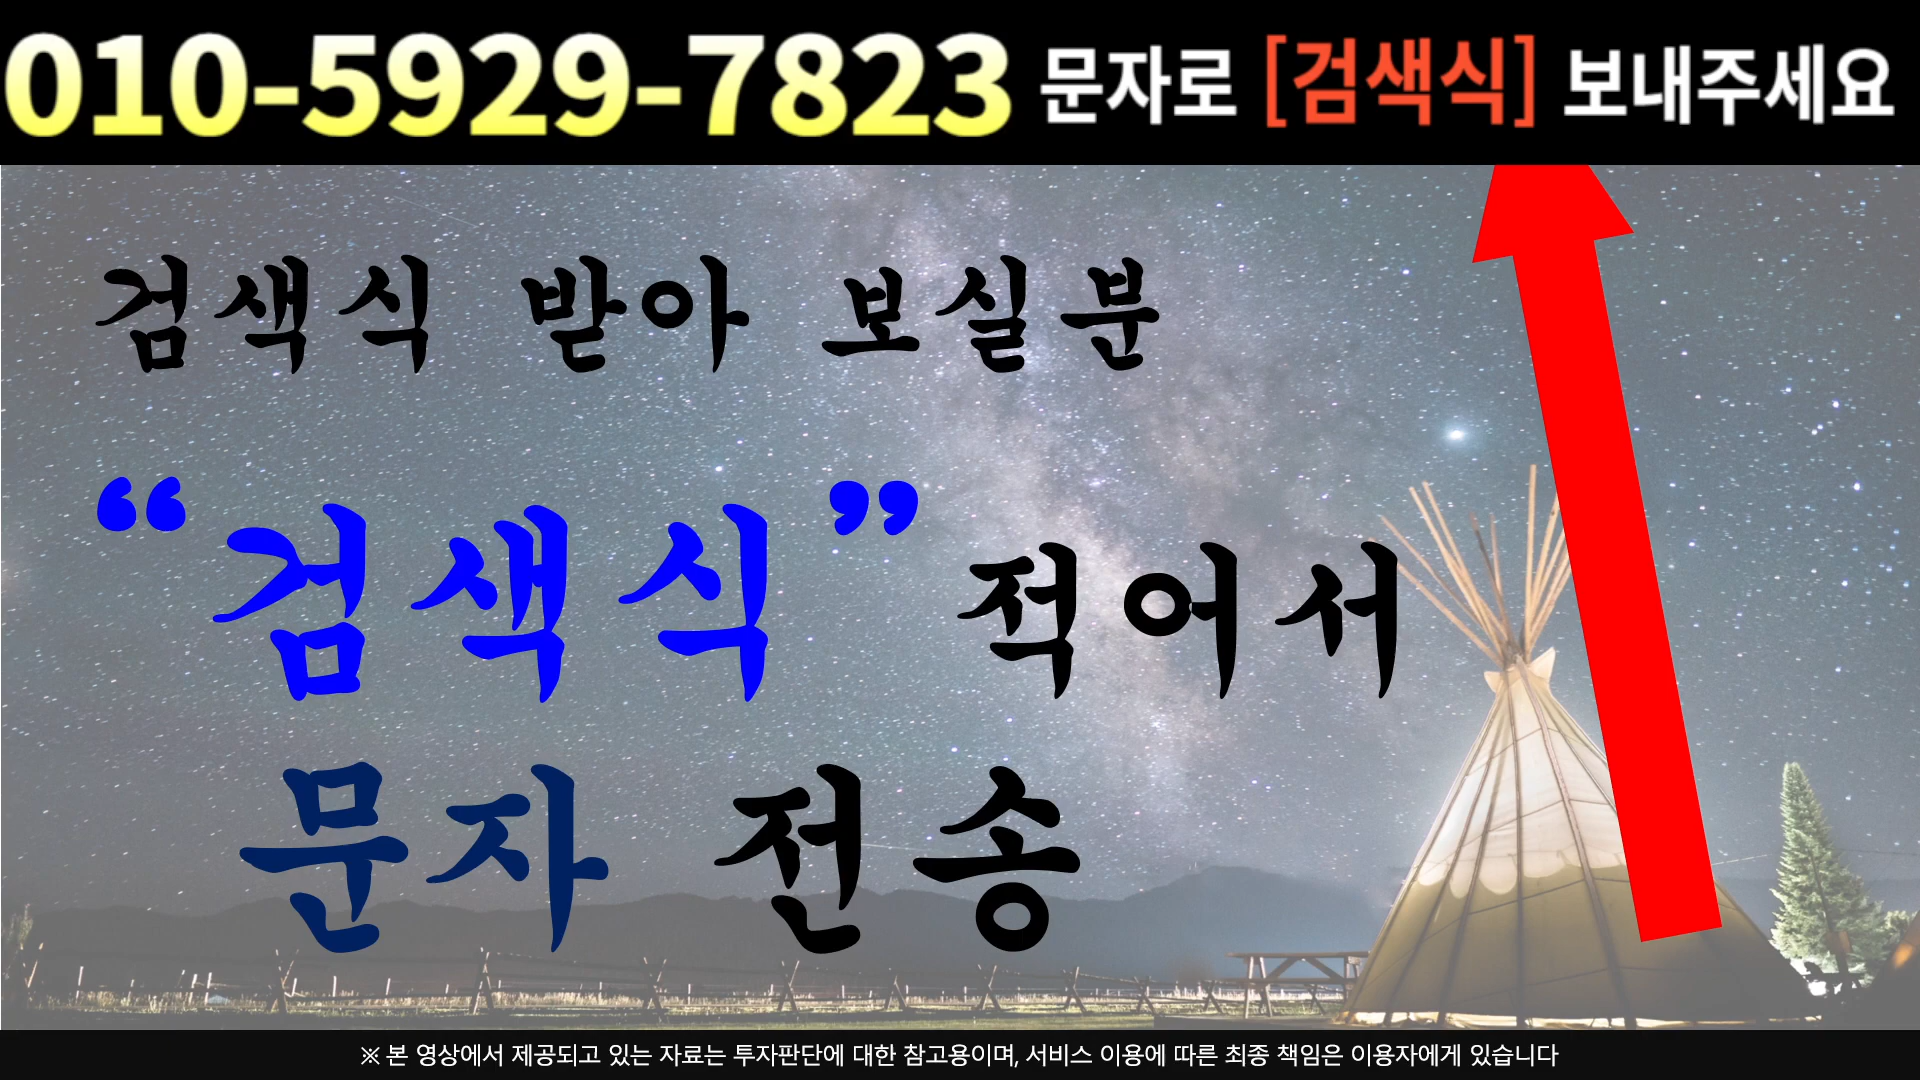 010-5929-7823 문자로 [검색식] 보내주세요
검색식 받아 보실분
“검색식” 적어서
문자 전송
※ 본 영상에서 제공되고 있는 자료는 투자판단에 대한 참고용이며, 서비스 이용에 따른 최종 책임은 이용자에게 있습니다